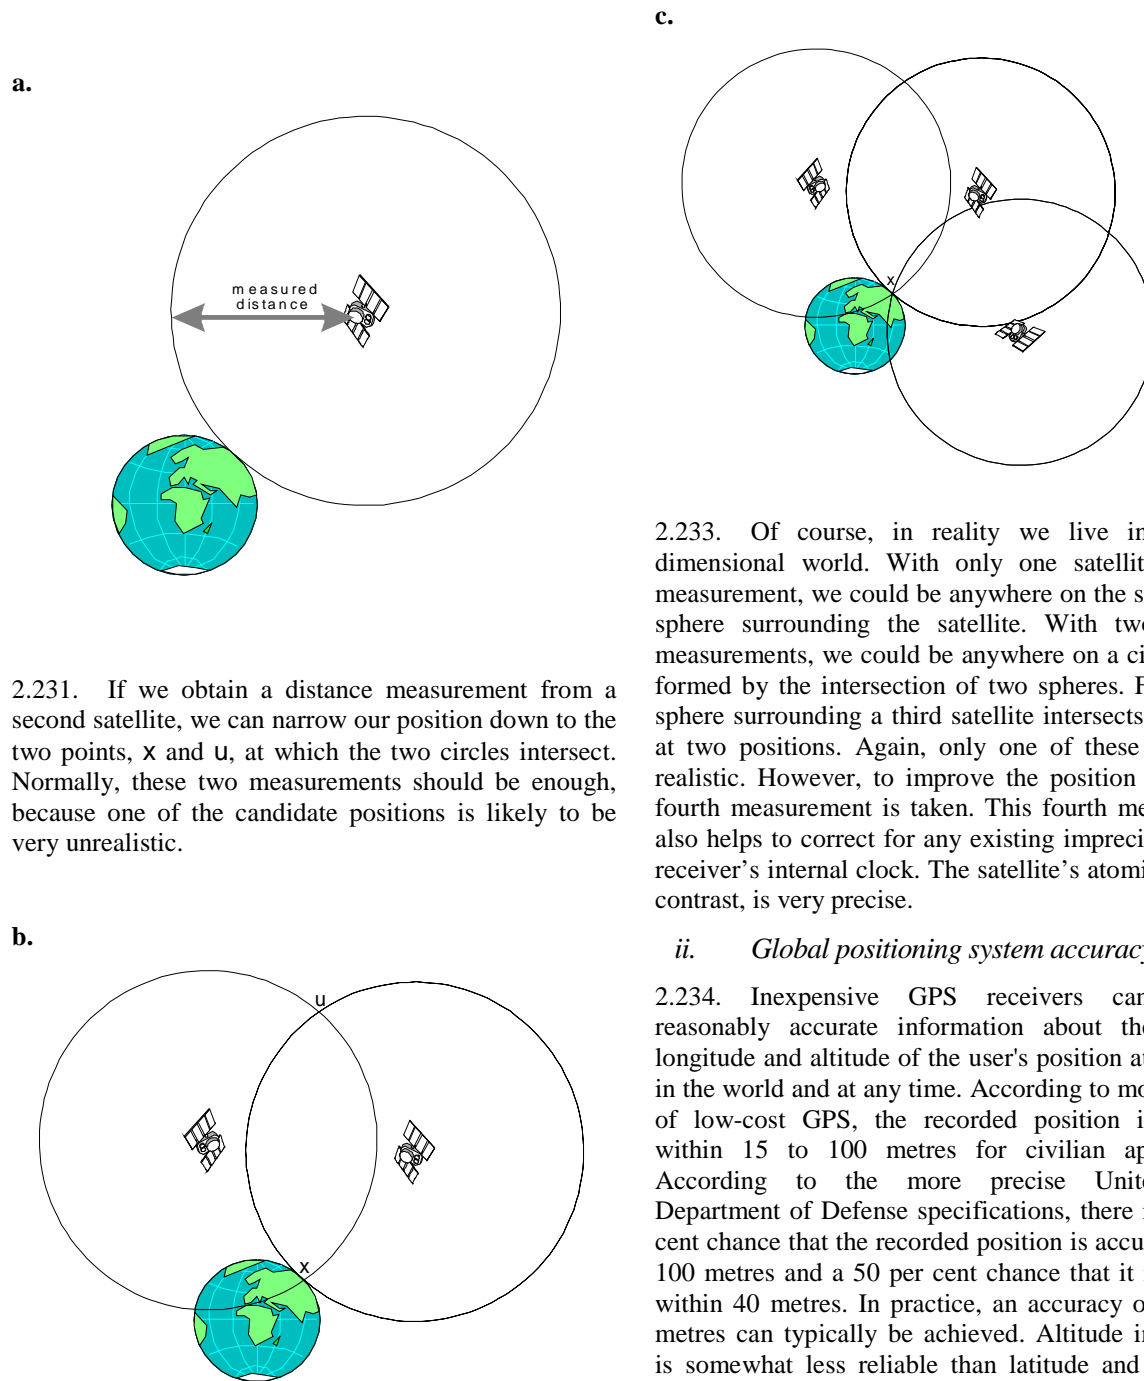 a.
measured
distance
2.231. If we obtain a distance measurement from a
second satellite, we can narrow our position down to the
two points, x and u, at which the two circles intersect.
Normally, these two measurements should be enough,
because one of the candidate positions is likely to be
very unrealistic.
b.
u
x
c.
x
2.233. Of course, in reality we live in
dimensional world. With only one satellit
measurement, we could be anywhere on the s
sphere surrounding the satellite. With two
measurements, we could be anywhere on a ci
formed by the intersection of two spheres. F
sphere surrounding a third satellite intersects
at two positions. Again, only one of these
realistic. However, to improve the position
fourth measurement is taken. This fourth me
also helps to correct for any existing impreci
receiver’s internal clock. The satellite’s atomi
contrast, is very precise.
ii. Global positioning system accuracy
2.234. Inexpensive GPS receivers can
reasonably accurate information about the
longitude and altitude of the user's position at
in the world and at any time. According to mo
of low-cost GPS, the recorded position i
within 15 to 100 metres for civilian ap
According to the more precise Unite
Department of Defense specifications, there i
cent chance that the recorded position is accu
100 metres and a 50 per cent chance that it i
within 40 metres. In practice, an accuracy o
metres can typically be achieved. Altitude in
is somewhat less reliable than latitude and